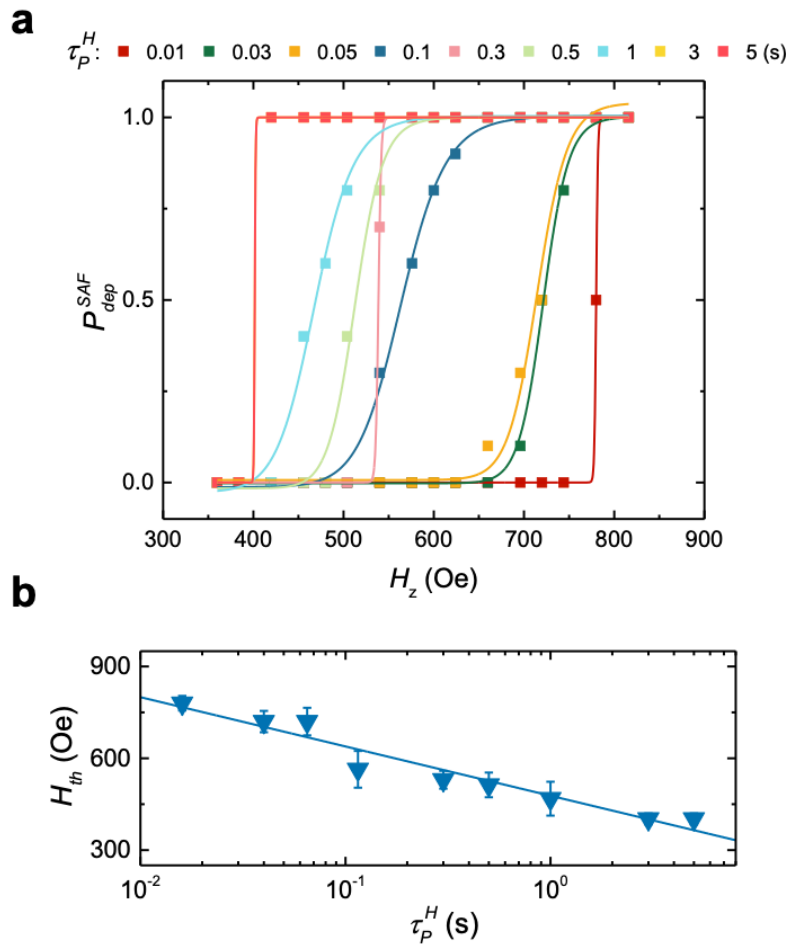 a
τ_P^H: 0.01 0.03 0.05 0.1 0.3 0.5 1 3 5 (s)
1.0
0.5
0.0
P_dep^SAF
300 400 500 600 700 800 900
H_z (Oe)
b
900
600
300
H_th (Oe)
10^-2 10^-1 10^0
τ_P^H (s)